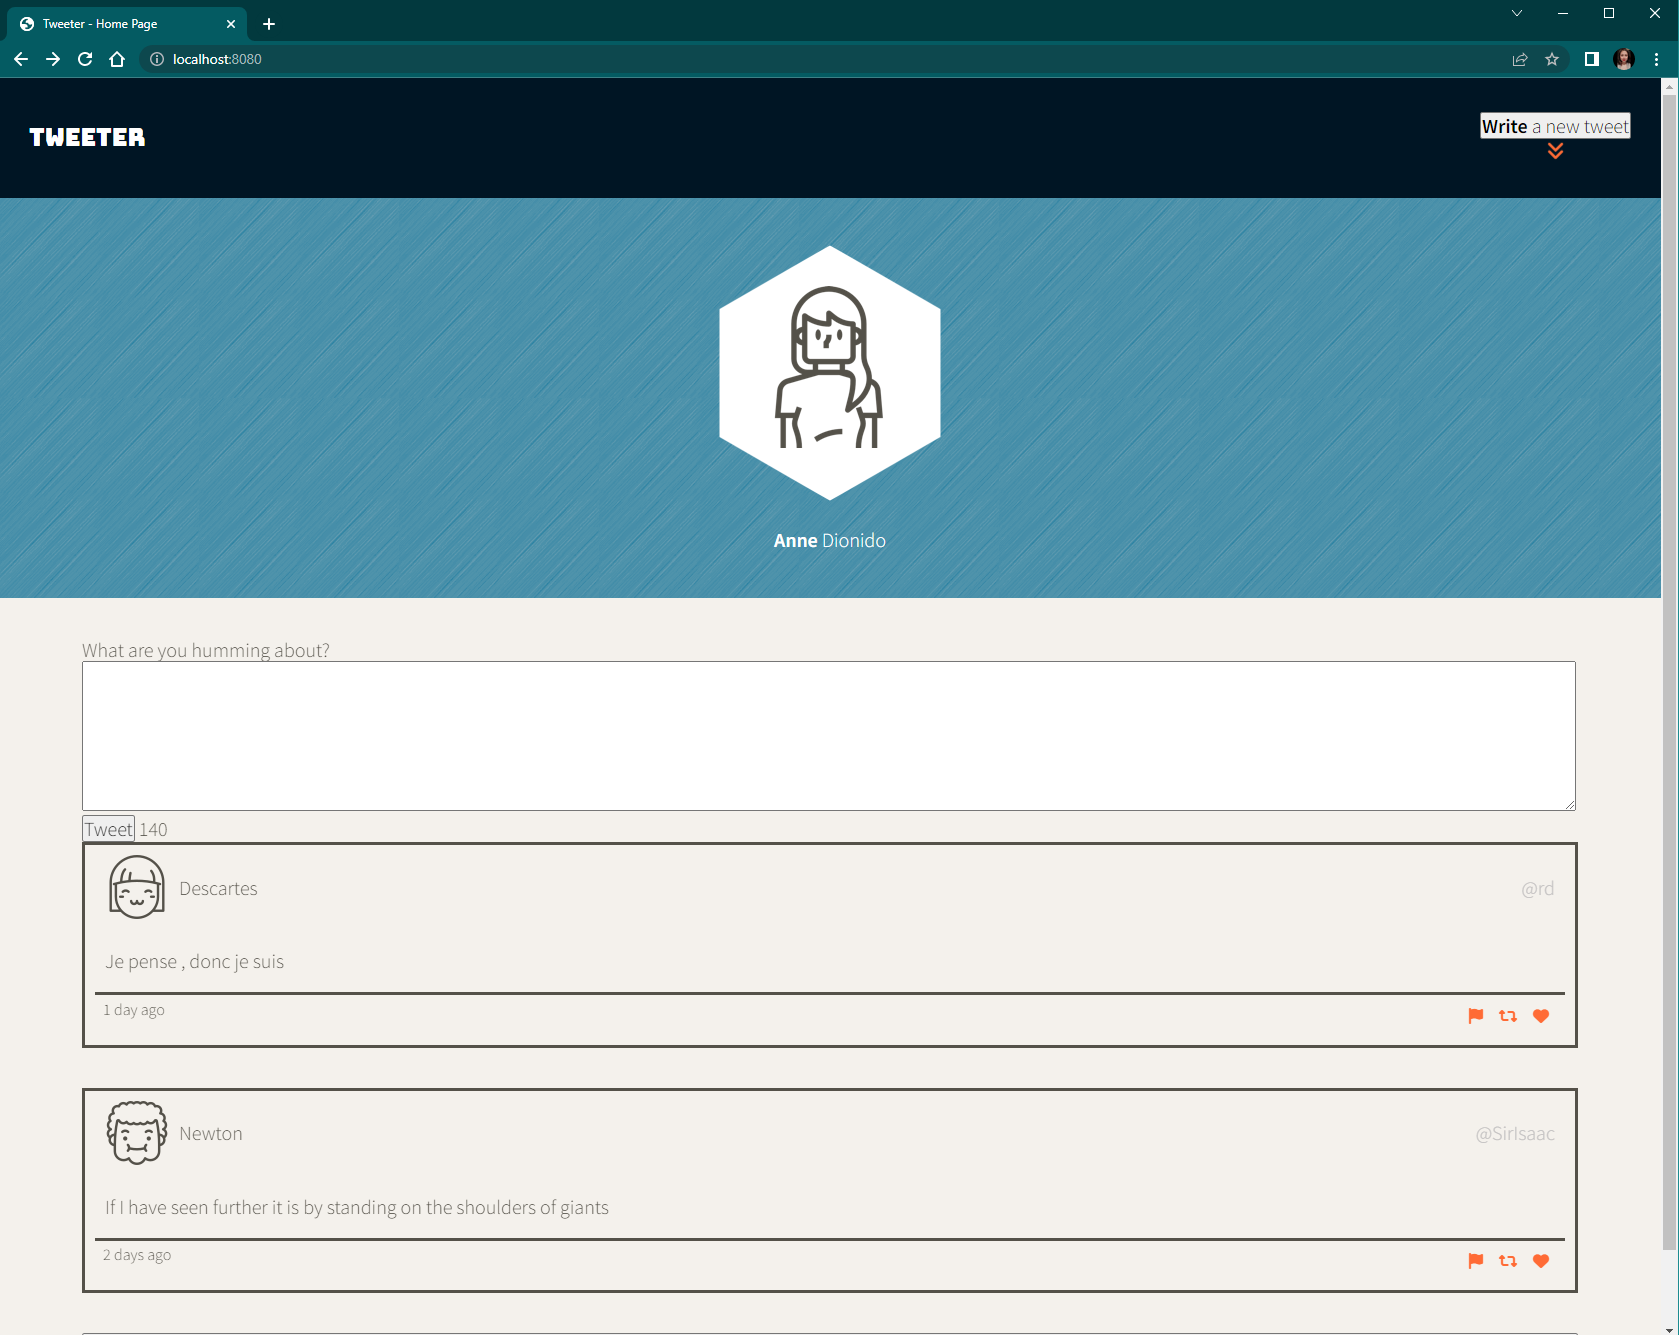 Tweeter - Home Page
localhost:8080
TWEETER
Write a new tweet
Anne Dionido
What are you humming about?
Tweet 140
Descartes @rd
Je pense , donc je suis
1 day ago
Newton @SirIsaac
If I have seen further it is by standing on the shoulders of giants
2 days ago